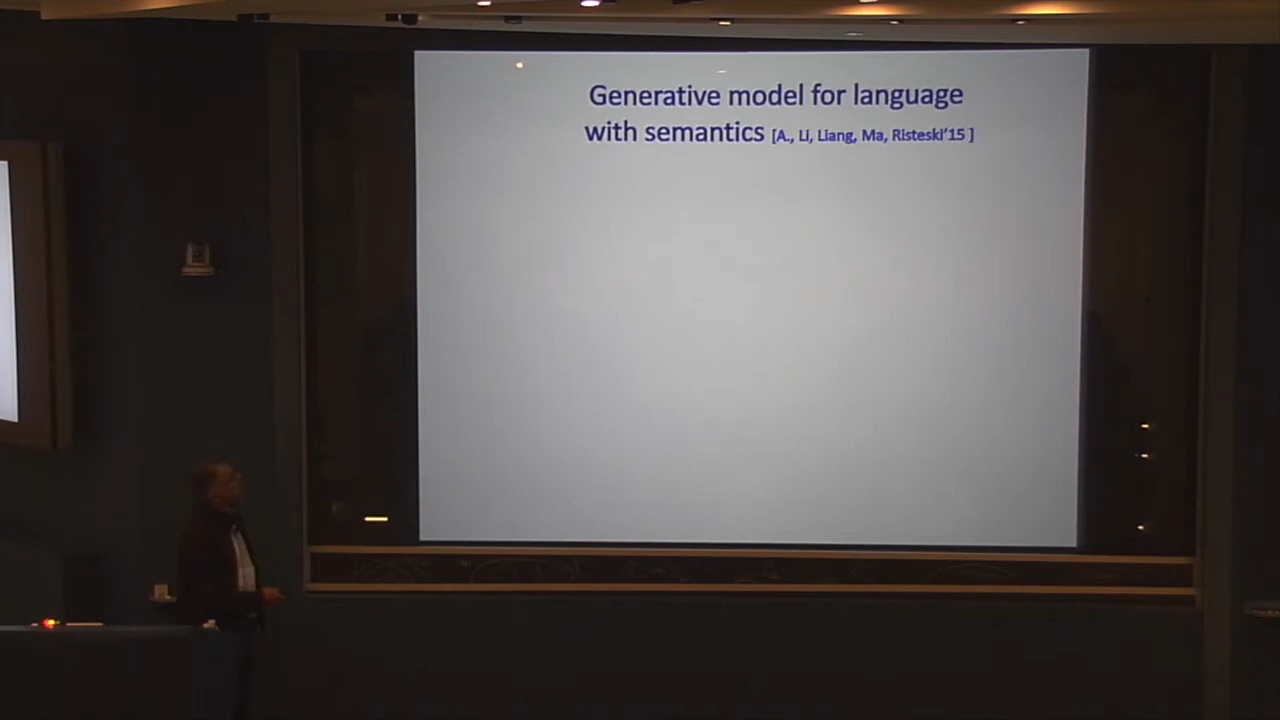 Generative model for language
with semantics [A., Li, Liang, Ma, Risteski'15 ]